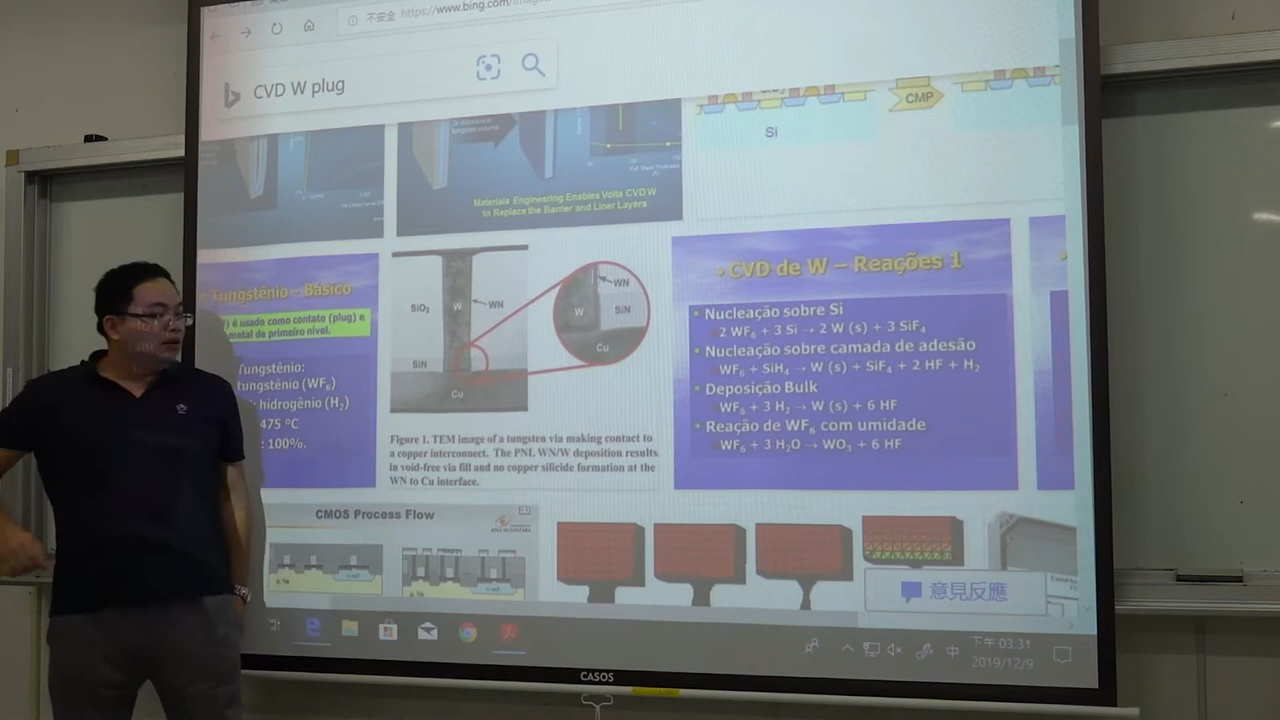 不安全 https://www.bing.com/images
CVD W plug
Materials Engineering Enables Volta CVD W
to Replace the Barrier and Liner Layers
CMP
Si
Tungstênio - Básico
é usado como contato (plug) e
metal de primeiro nível.
Tungstênio:
tungstênio (WF₆)
hidrogênio (H₂)
475 ºC
: 100%.
SiO₂
W
WN
SiN
Cu
WN
W
SiN
Cu
Figure 1. TEM image of a tungsten via making contact to
a copper interconnect. The PNL WN/W deposition results
in void-free via fill and no copper silicide formation at the
WN to Cu interface.
CVD de W – Reações 1
Nucleação sobre Si
2 WF₆ + 3 Si → 2 W (s) + 3 SiF₄
Nucleação sobre camada de adesão
WF₆ + SiH₄ → W (s) + SiF₄ + 2 HF + H₂
Deposição Bulk
WF₆ + 3 H₂ → W (s) + 6 HF
Reação de WF₆ com umidade
WF₆ + 3 H₂O → WO₃ + 6 HF
CMOS Process Flow
意見反應
中
下午 03:31
2019/12/9
CASOS